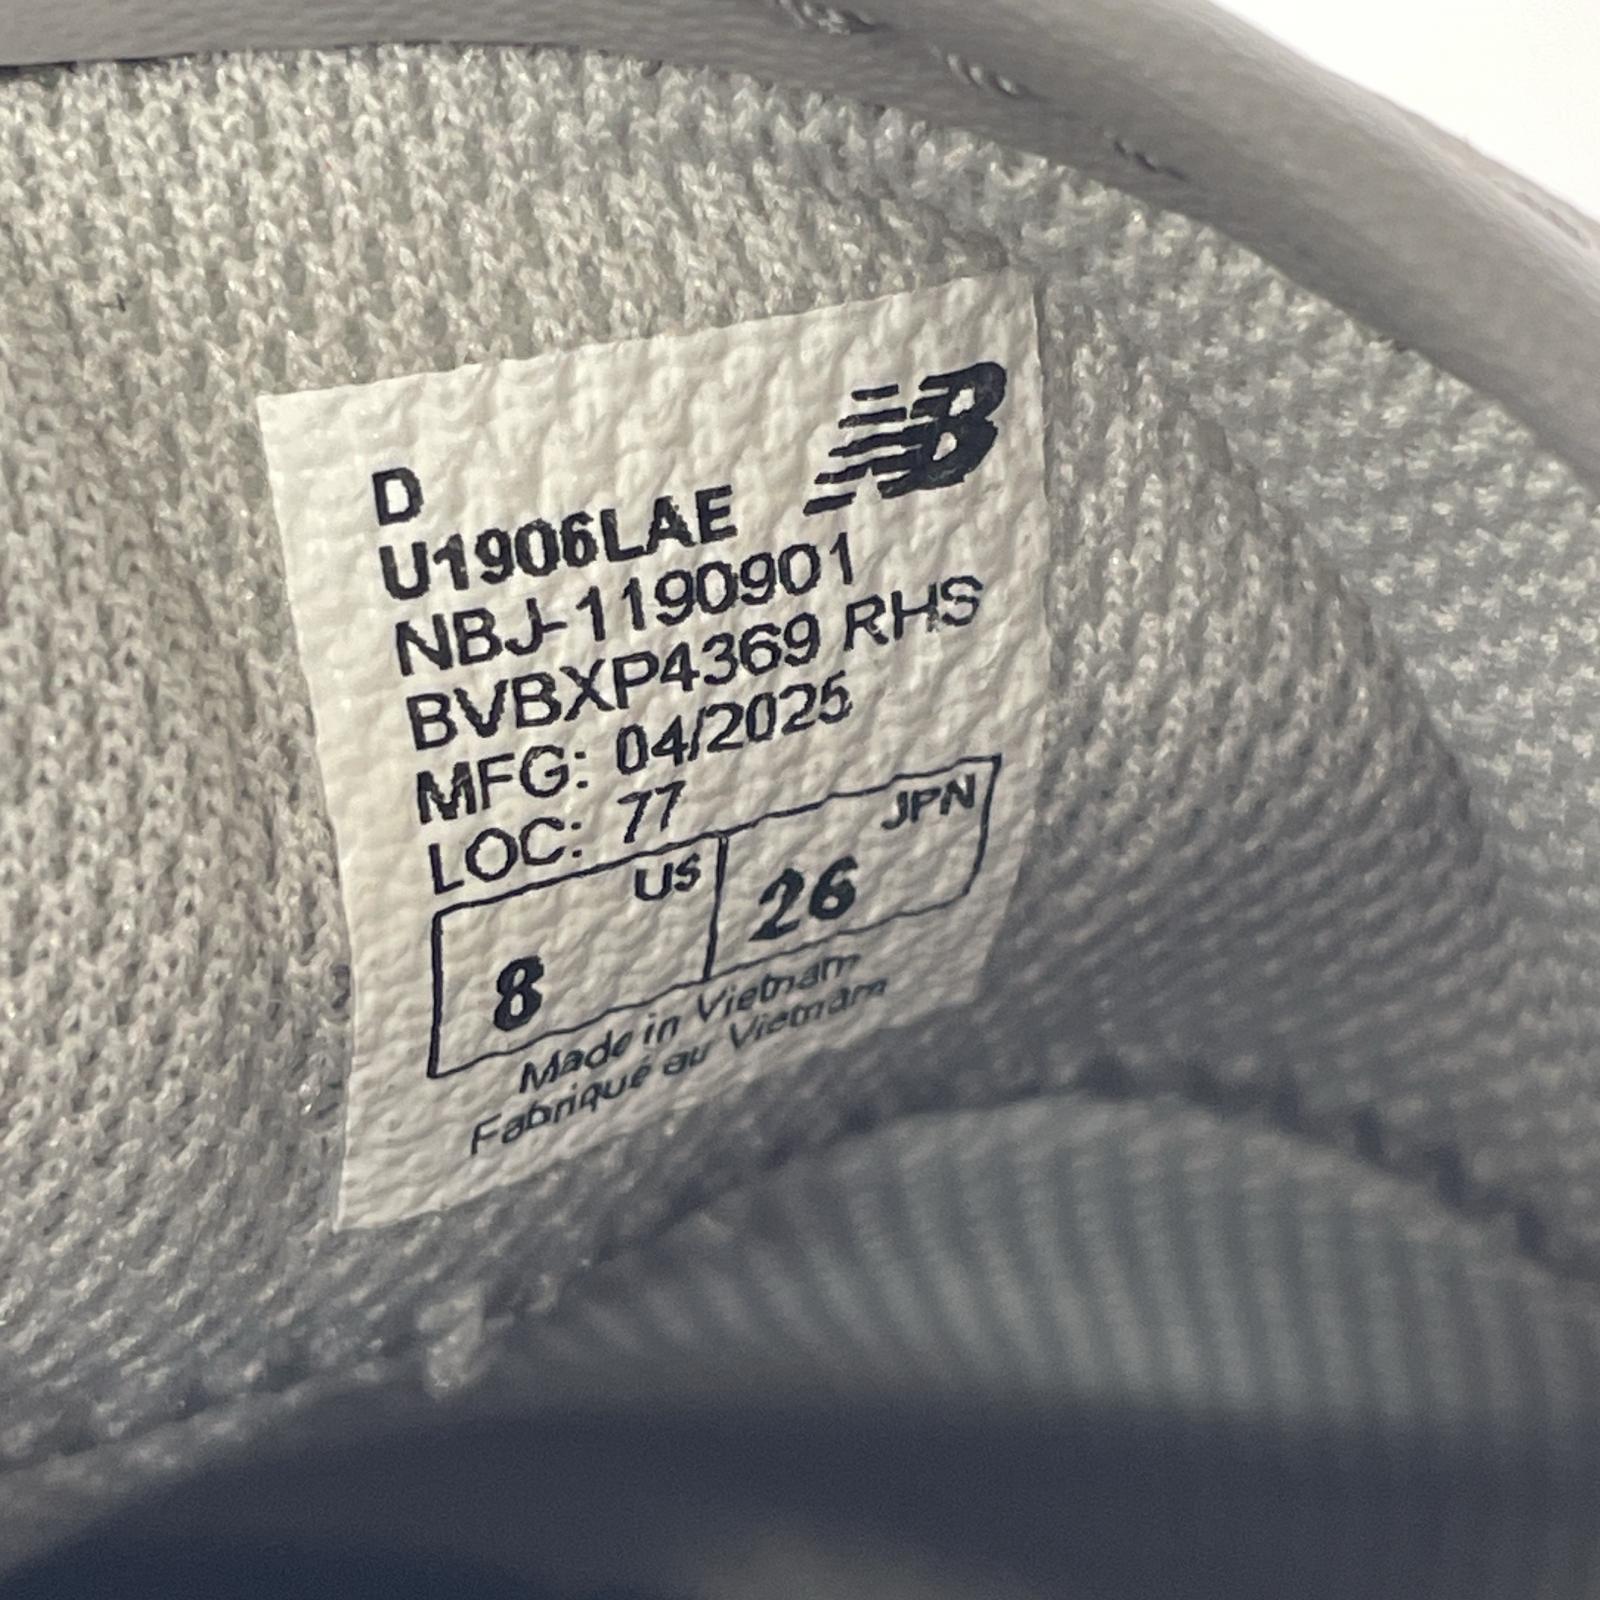 D
U1906LAE
NBJ-1190901
BVBXP4369 RHS
MFG: 04/2025
LOC: 77
US JPN
8 26
Made in Vietnam
Fabriqué au Vietnam
NB